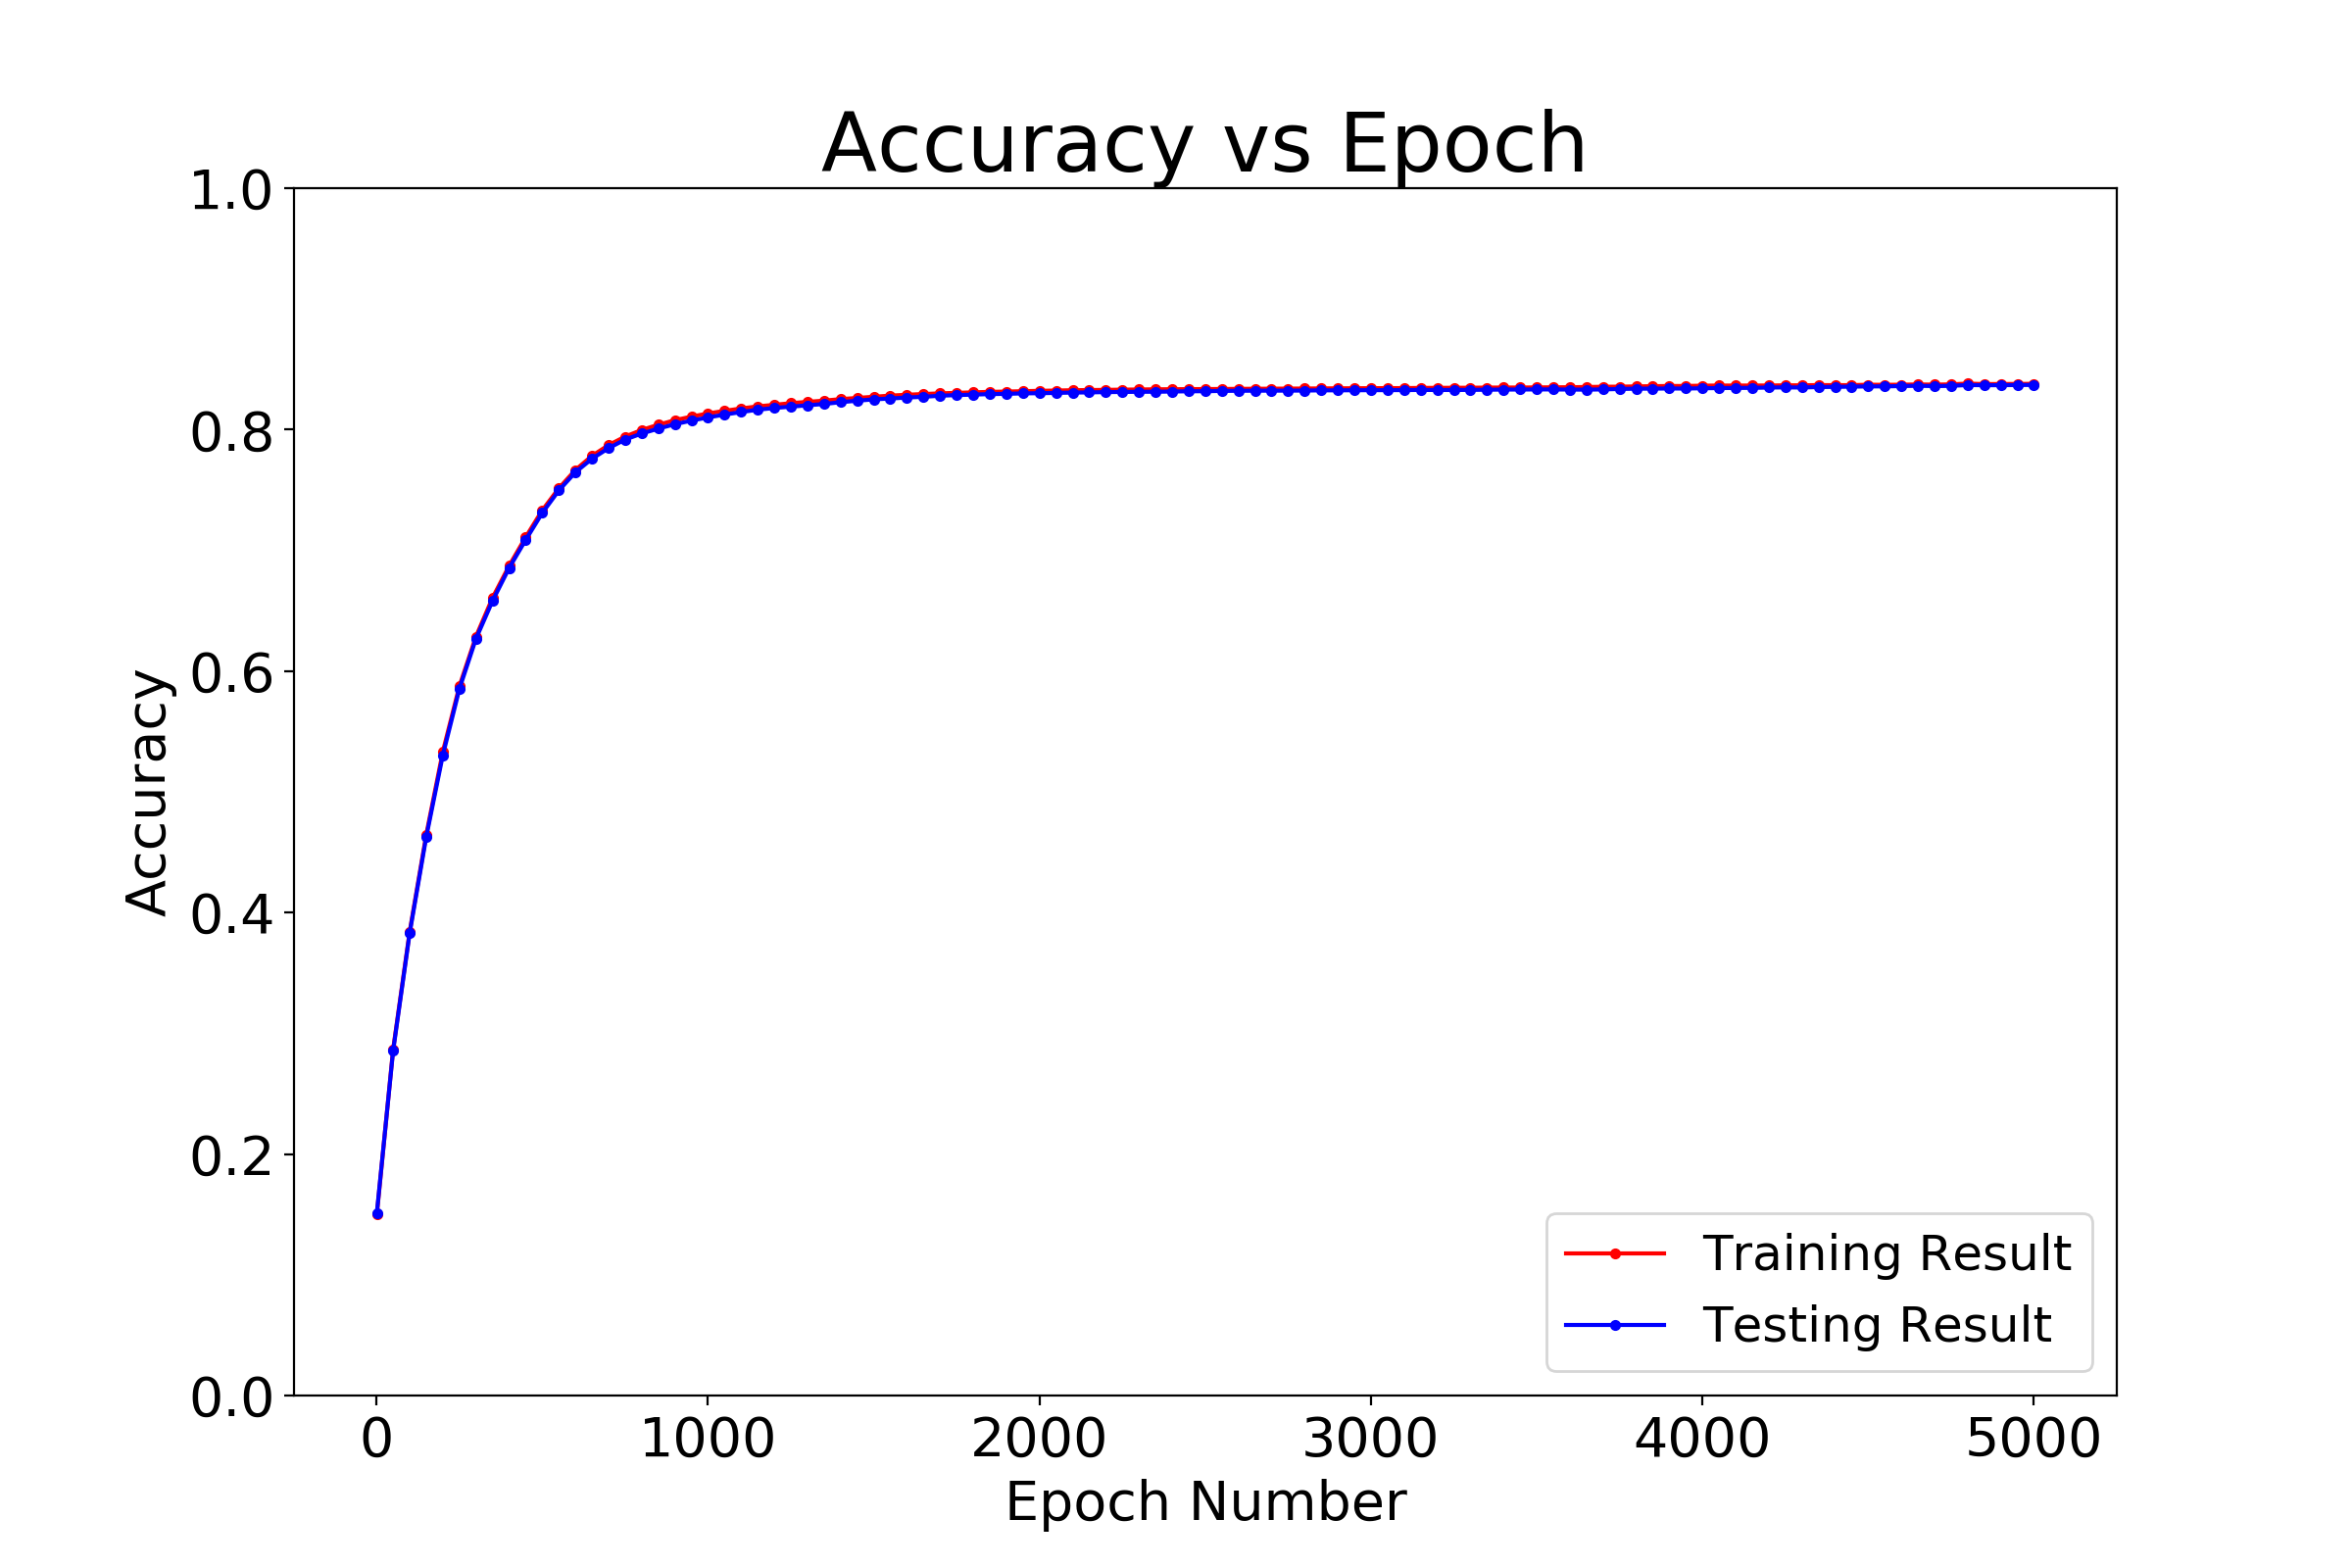 Accuracy vs Epoch
1.0
0.8
0.6
0.4
0.2
0.0
Accuracy
0 1000 2000 3000 4000 5000
Epoch Number
Training Result
Testing Result